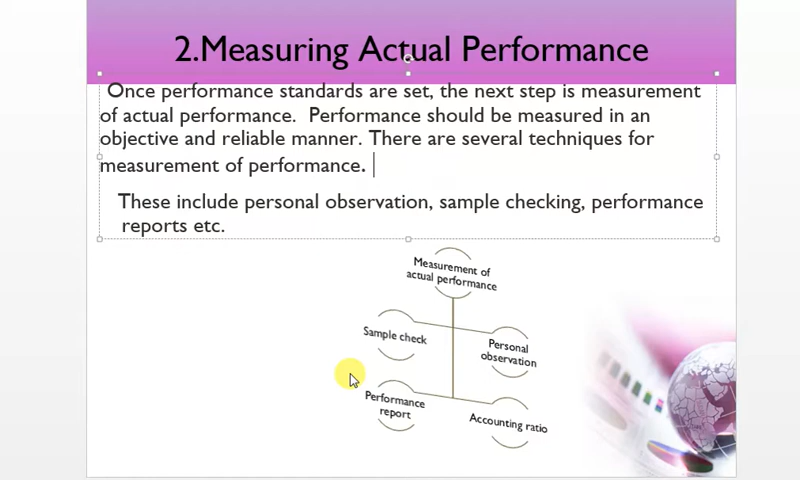 2.Measuring Actual Performance
Once performance standards are set, the next step is measurement
of actual performance.  Performance should be measured in an
objective and reliable manner. There are several techniques for
measurement of performance.
These include personal observation, sample checking, performance
reports etc.
Measurement of
actual performance
Sample check
Personal
observation
Performance
report
Accounting ratio